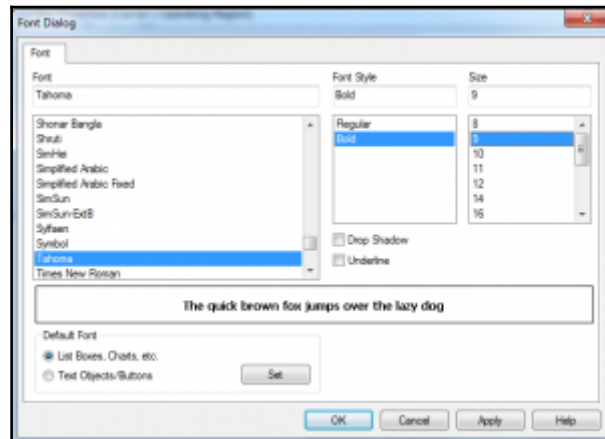 Font Dialog
Font
Font Font Style Size
Tahoma Bold 9
Shonar Bangla Regular 8
Shruti Bold 9
SimHei 10
Simplified Arabic 11
Simplified Arabic Fixed 12
SimSun 14
SimSun-ExtB 16
Sylfaen
Symbol Drop Shadow
Tahoma Underline
Times New Roman
The quick brown fox jumps over the lazy dog
Default Font
List Boxes, Charts, etc.
Text Objects/Buttons Set
OK Cancel Apply Help